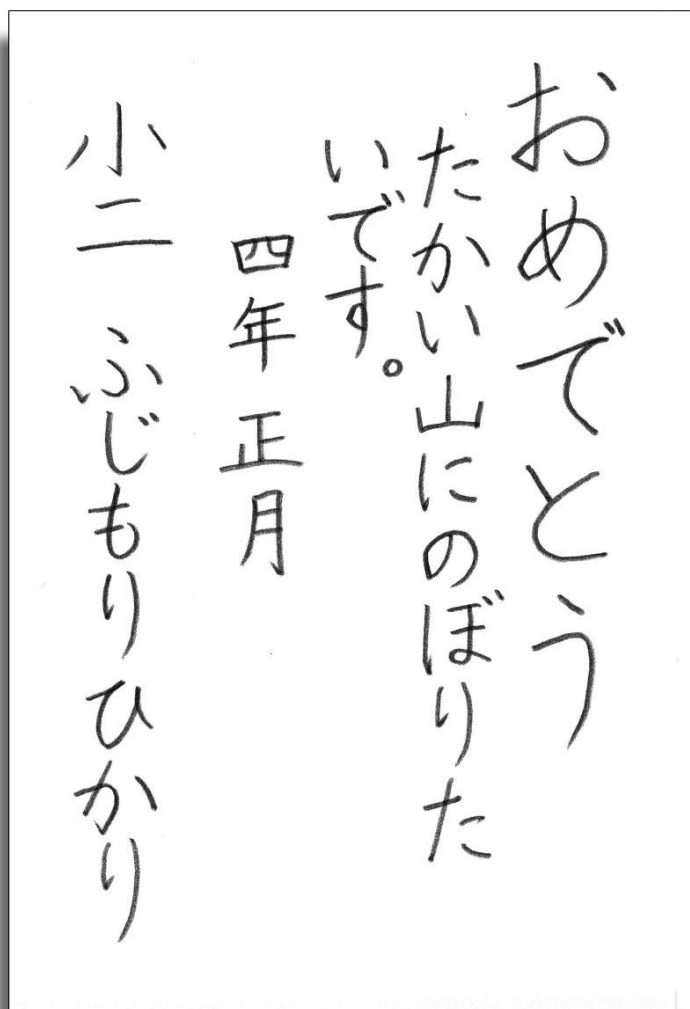 おめでとう
たかい山にのぼりた
いです。
四年 正月
小二 ふじもりひかり